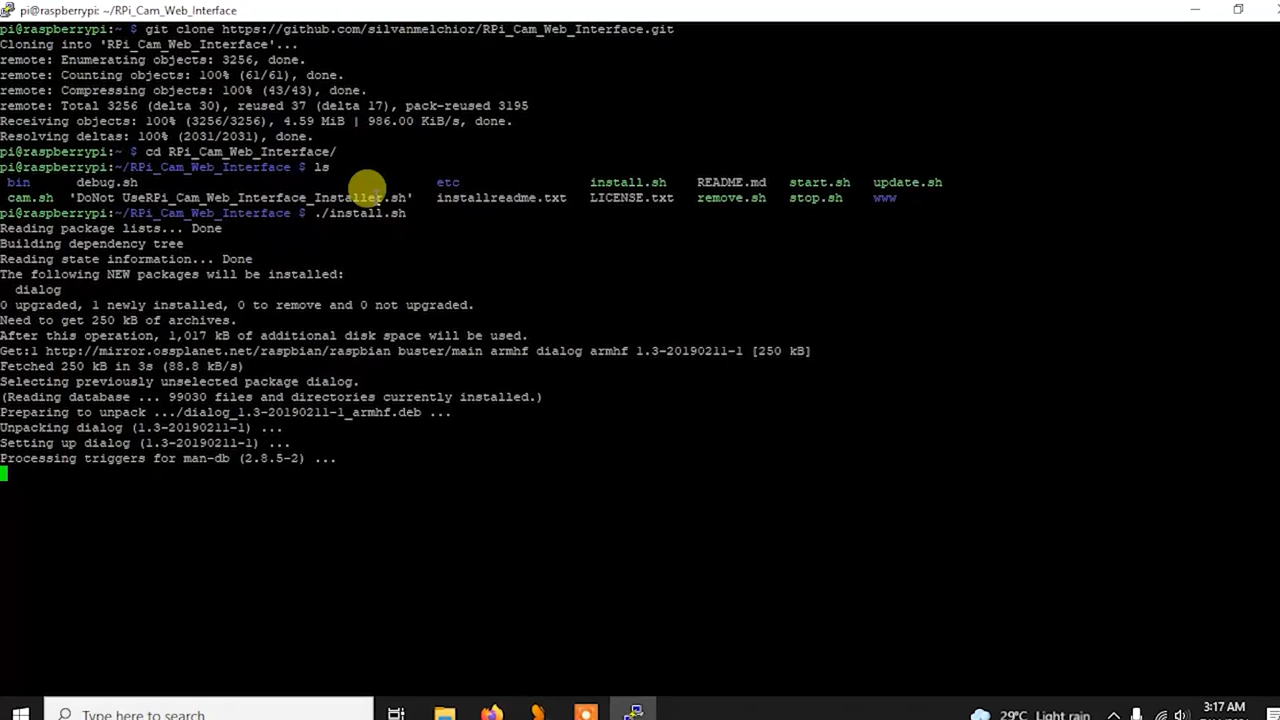 pi@raspberrypi: ~/RPi_Cam_Web_Interface
pi@raspberrypi:~ $ git clone https://github.com/silvanmelchior/RPi_Cam_Web_Interface.git
Cloning into 'RPi_Cam_Web_Interface'...
remote: Enumerating objects: 3256, done.
remote: Counting objects: 100% (61/61), done.
remote: Compressing objects: 100% (43/43), done.
remote: Total 3256 (delta 30), reused 37 (delta 17), pack-reused 3195
Receiving objects: 100% (3256/3256), 4.59 MiB | 986.00 KiB/s, done.
Resolving deltas: 100% (2031/2031), done.
pi@raspberrypi:~ $ cd RPi_Cam_Web_Interface/
pi@raspberrypi:~/RPi_Cam_Web_Interface $ ls
bin debug.sh etc install.sh README.md start.sh update.sh
cam.sh 'DoNot UseRPi_Cam_Web_Interface_Installer.sh' installreadme.txt LICENSE.txt remove.sh stop.sh www
pi@raspberrypi:~/RPi_Cam_Web_Interface $ ./install.sh
Reading package lists... Done
Building dependency tree
Reading state information... Done
The following NEW packages will be installed:
dialog
0 upgraded, 1 newly installed, 0 to remove and 0 not upgraded.
Need to get 250 kB of archives.
After this operation, 1,017 kB of additional disk space will be used.
Get:1 http://mirror.ossplanet.net/raspbian/raspbian buster/main armhf dialog armhf 1.3-20190211-1 [250 kB]
Fetched 250 kB in 3s (88.8 kB/s)
Selecting previously unselected package dialog.
(Reading database ... 99030 files and directories currently installed.)
Preparing to unpack .../dialog_1.3-20190211-1_armhf.deb ...
Unpacking dialog (1.3-20190211-1) ...
Setting up dialog (1.3-20190211-1) ...
Processing triggers for man-db (2.8.5-2) ...
Type here to search
29°C Light rain
3:17 AM